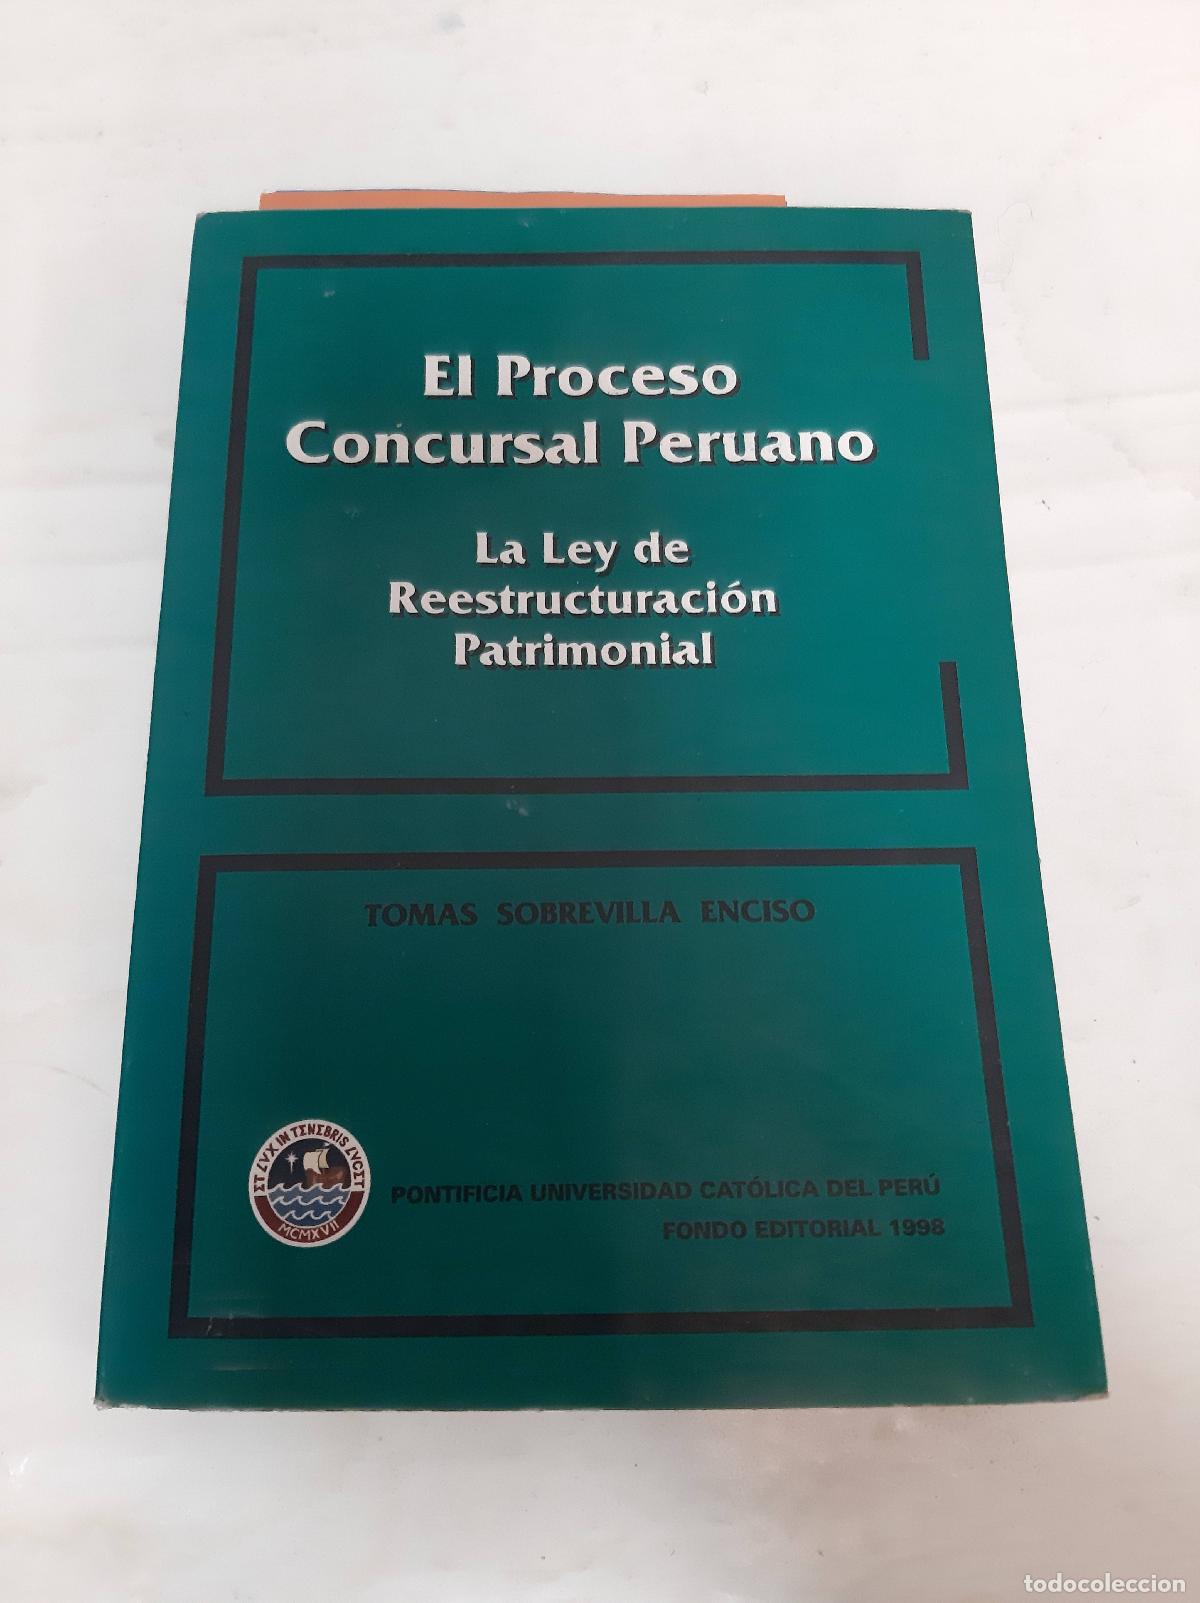 El Proceso
Concursal Peruano
La Ley de
Reestructuración
Patrimonial
TOMAS SOBREVILLA ENCISO
ET LVX IN TENEBRIS LVCET
MCMXVII
PONTIFICIA UNIVERSIDAD CATÓLICA DEL PERÚ
FONDO EDITORIAL 1998
todocoleccion